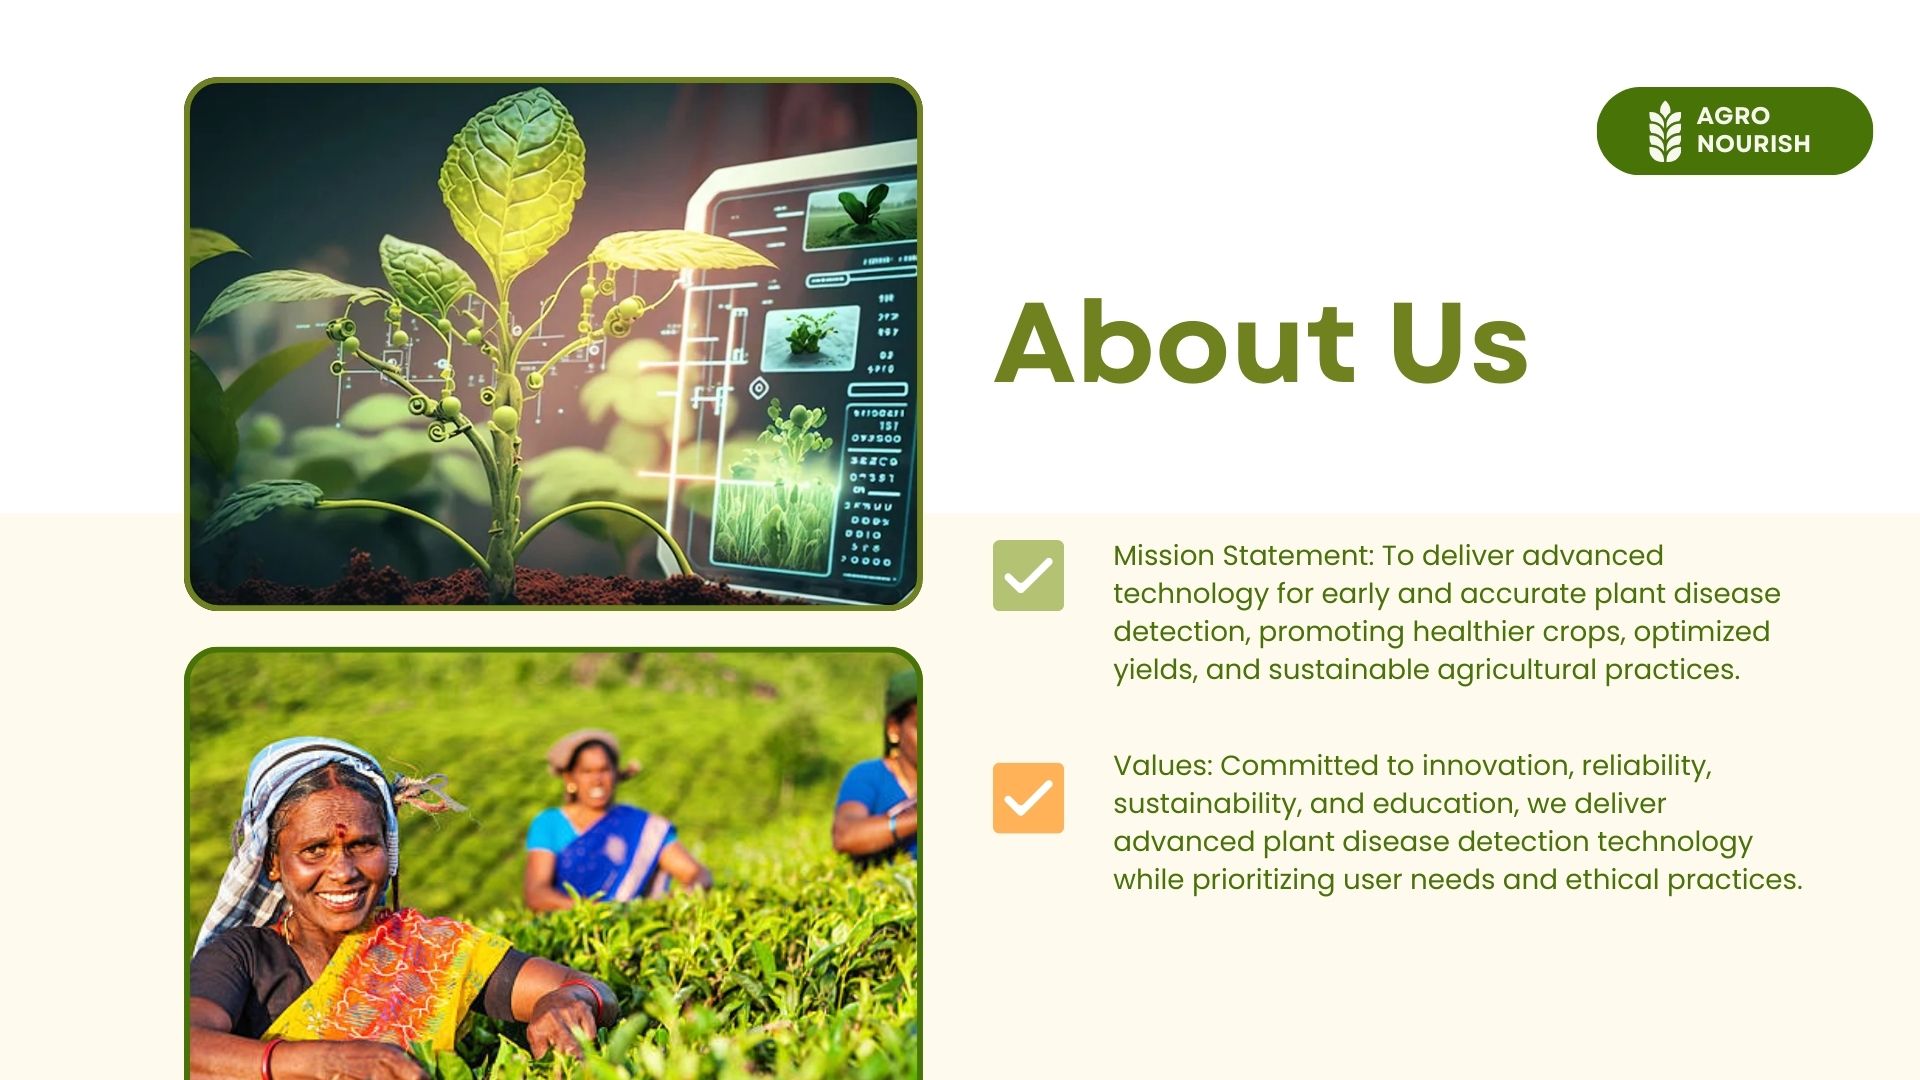 AGRO
NOURISH
About Us
Mission Statement: To deliver advanced
technology for early and accurate plant disease
detection, promoting healthier crops, optimized
yields, and sustainable agricultural practices.
Values: Committed to innovation, reliability,
sustainability, and education, we deliver
advanced plant disease detection technology
while prioritizing user needs and ethical practices.